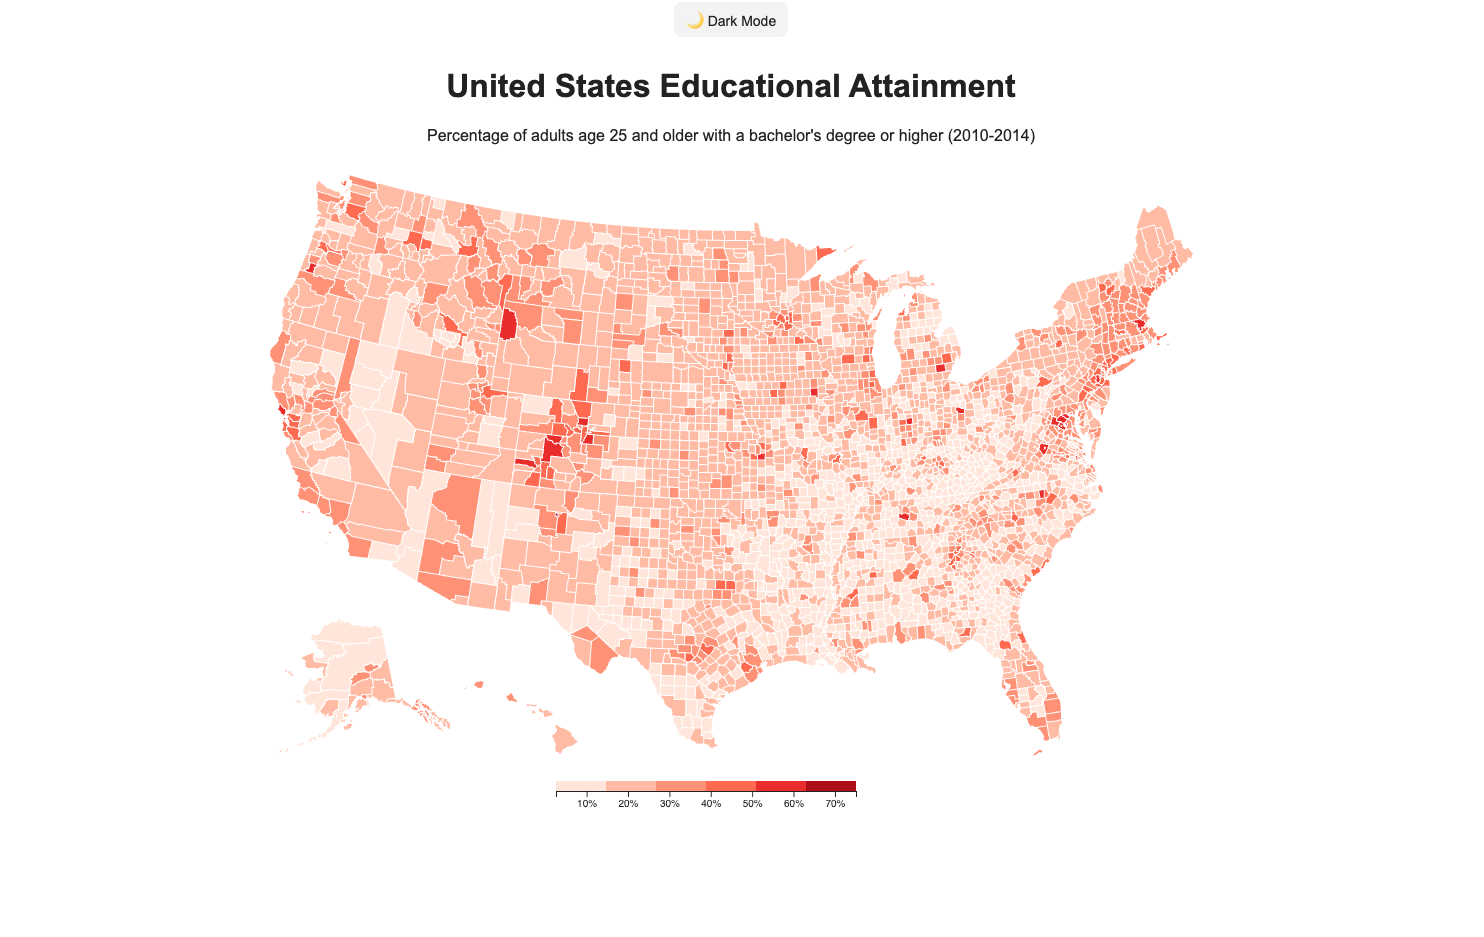 🌙 Dark Mode
United States Educational Attainment
Percentage of adults age 25 and older with a bachelor's degree or higher (2010-2014)
10% 20% 30% 40% 50% 60% 70%